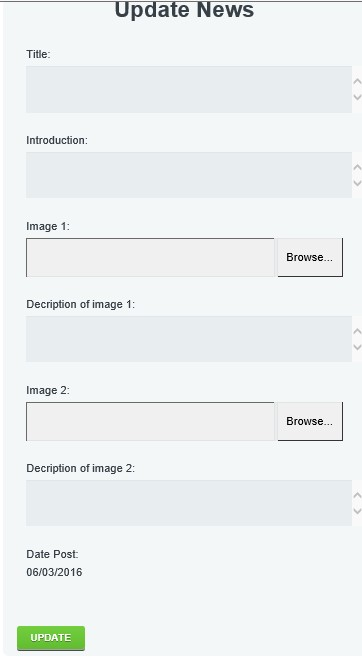 Update News
Title:
Introduction:
Image 1:
Browse...
Decription of image 1:
Image 2:
Browse...
Decription of image 2:
Date Post:
06/03/2016
UPDATE